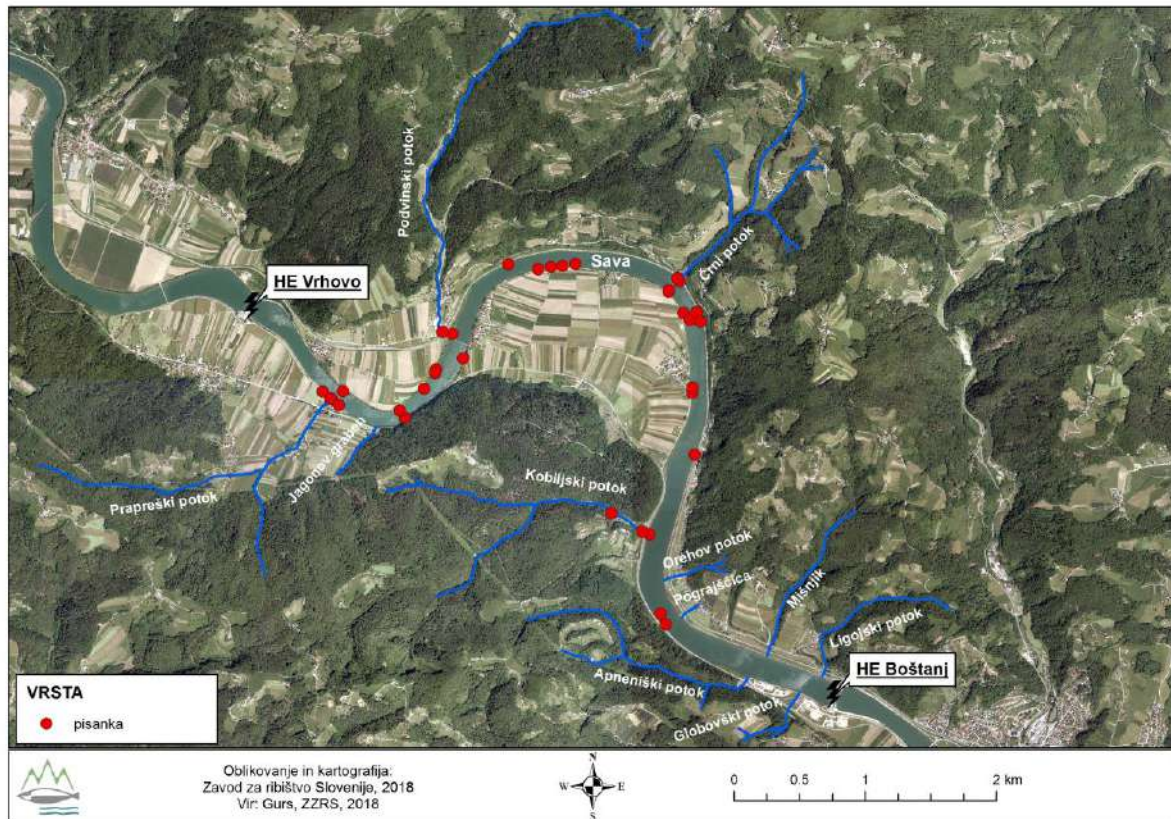 Podvinski potok
Črni potok
Sava
HE Vrhovo
Jagonev graben
Prapreški potok
Kobiljski potok
Orehov potok
Pograjščica
Mišnjik
Ligojski potok
HE Boštanj
Apneniški potok
Globovški potok
VRSTA
pisanka
Oblikovanje in kartografija:
Zavod za ribištvo Slovenije, 2018
Vir: Gurs, ZZRS, 2018
N
W E
S
0 0.5 1 2 km